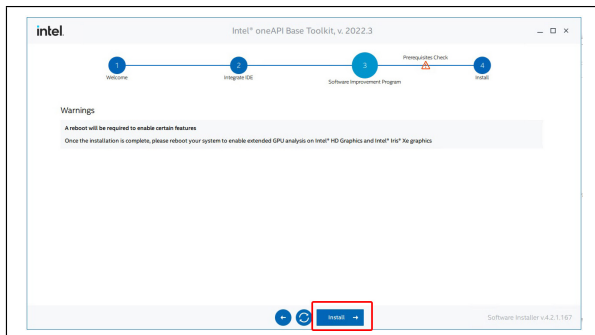 intel.
Intel® oneAPI Base Toolkit, v. 2022.3
Prerequisites Check
1
2
3
4
Welcome
Integrate IDE
Software Improvement Program
Install
Warnings
A reboot will be required to enable certain features
Once the installation is complete, please reboot your system to enable extended GPU analysis on Intel® HD Graphics and Intel® Iris® Xe graphics
Install
Software Installer v.4.2.1.167